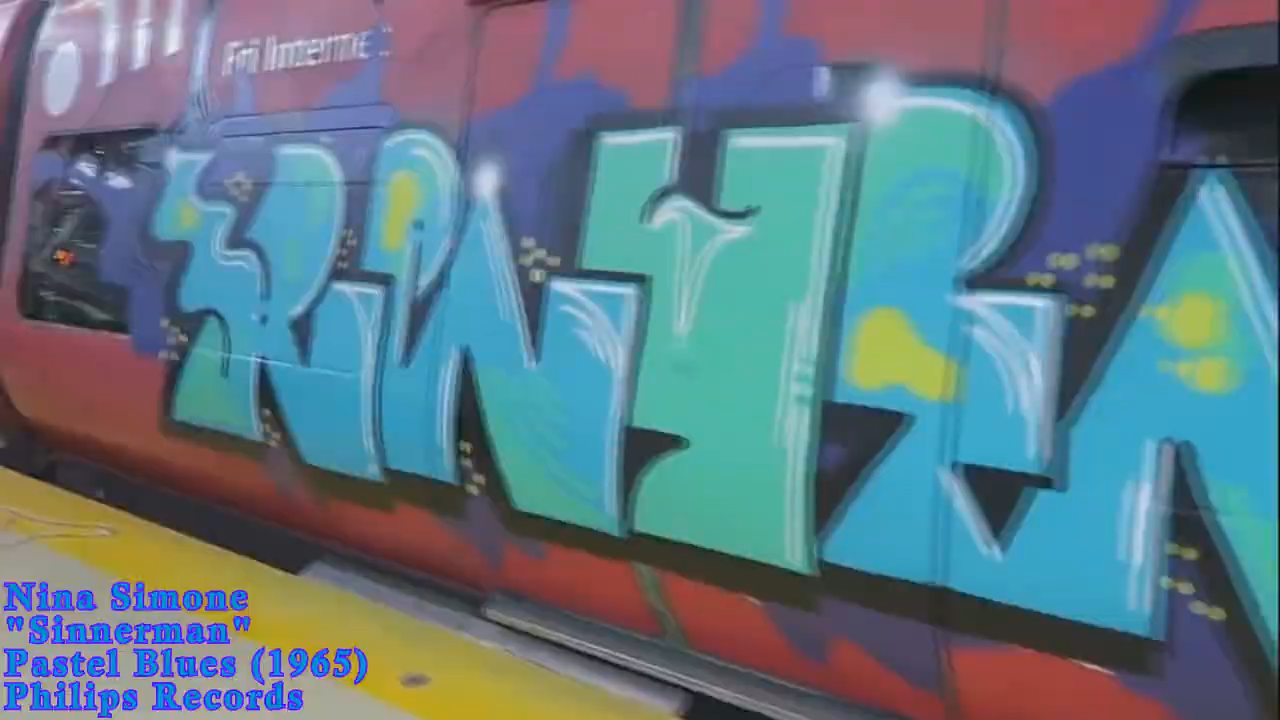 Fri Internet
Nina Simone
"Sinnerman"
Pastel Blues (1965)
Philips Records